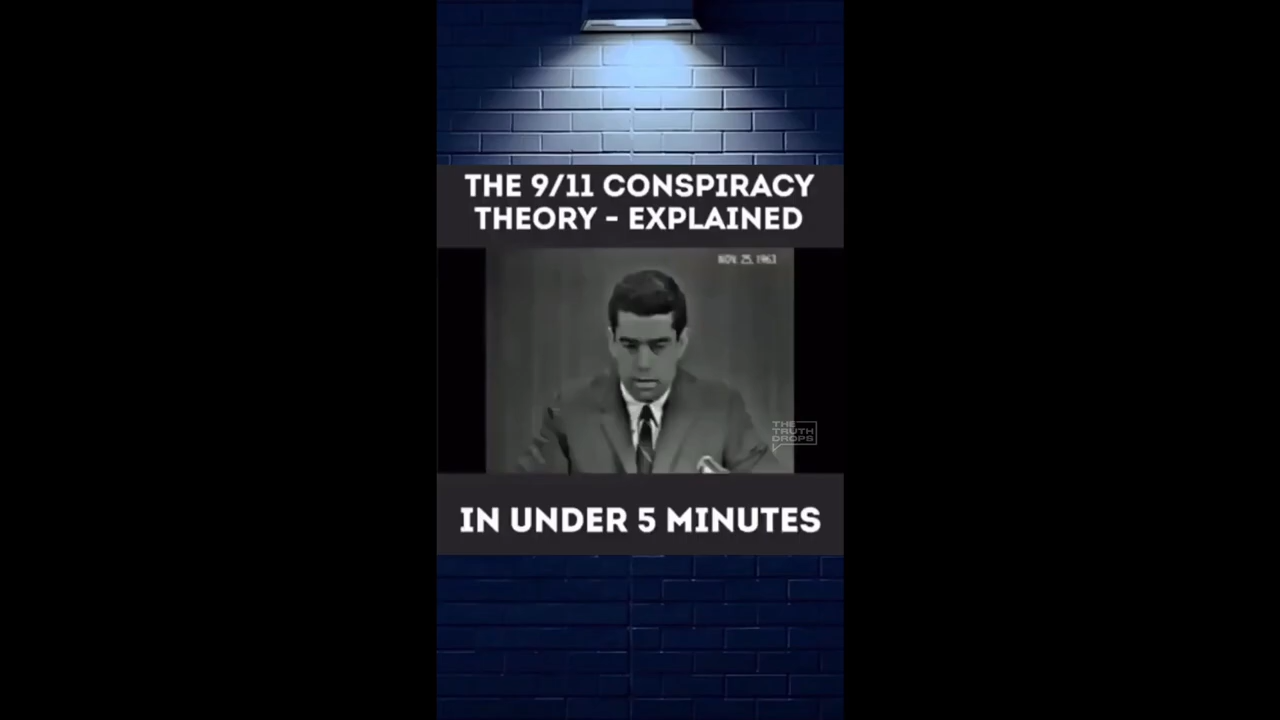 THE 9/11 CONSPIRACY
THEORY - EXPLAINED
NOV. 25, 1963
THE
TRUTH
DROPS
IN UNDER 5 MINUTES